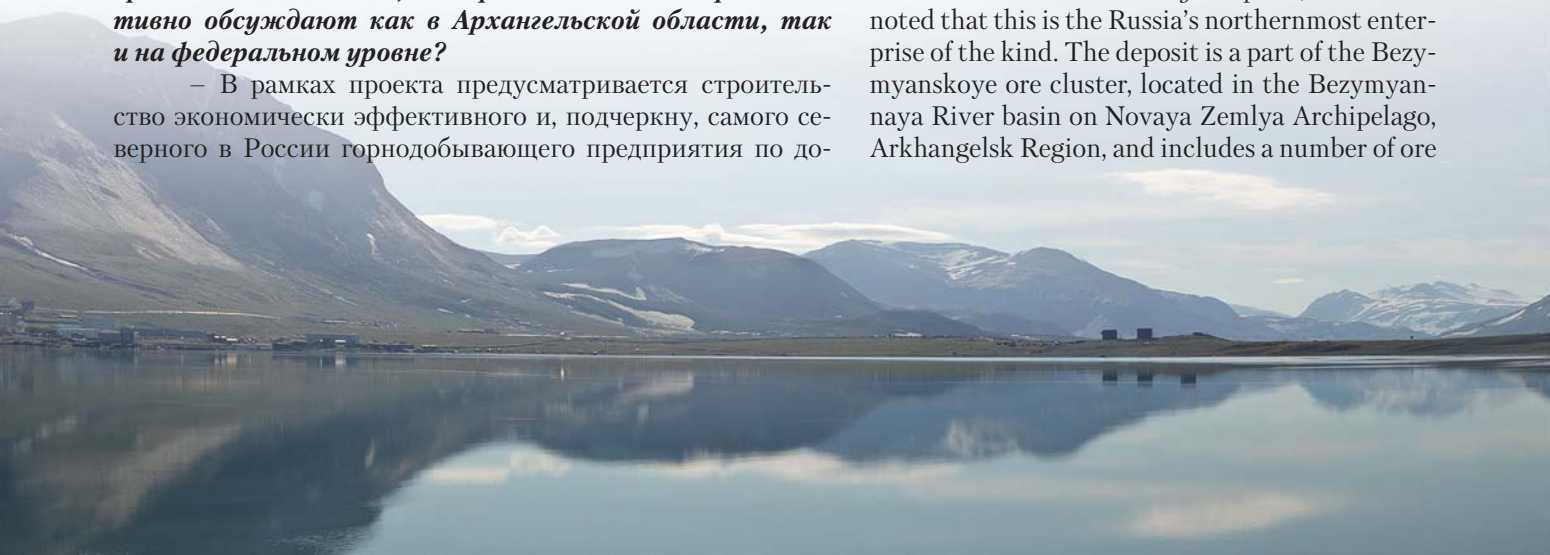 тивно обсуждают как в Архангельской области, так
и на федеральном уровне?
– В рамках проекта предусматривается строитель-
ство экономически эффективного и, подчеркну, самого се-
верного в России горнодобывающего предприятия по до-
noted that this is the Russia’s northernmost enter-
prise of the kind. The deposit is a part of the Bezy-
myanskoye ore cluster, located in the Bezymyan-
naya River basin on Novaya Zemlya Archipelago,
Arkhangelsk Region, and includes a number of ore